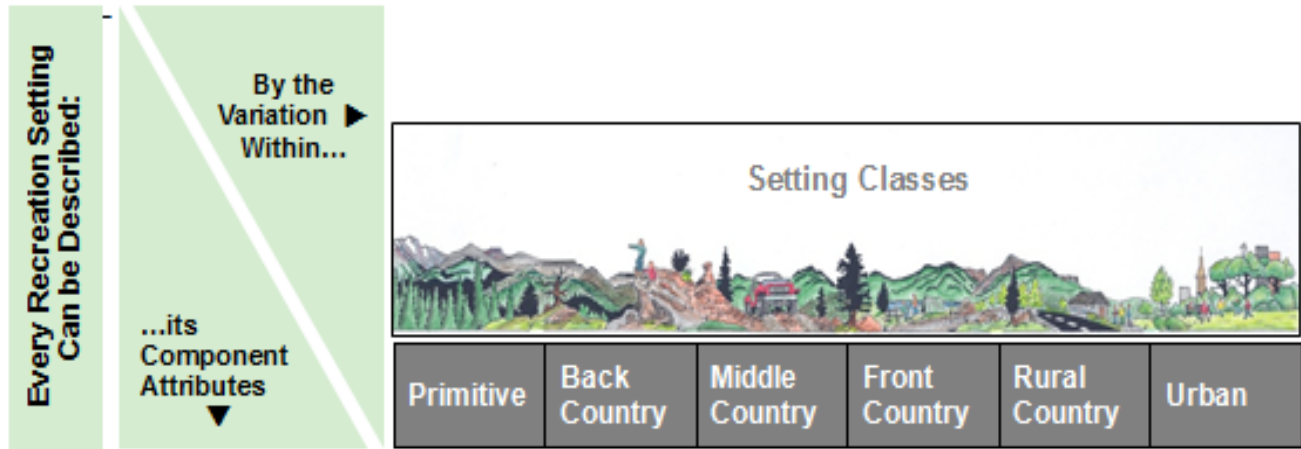 Every Recreation Setting
Can be Described:
By the
Variation ►
Within...
...its
Component
Attributes
▼
Setting Classes
Primitive
Back
Country
Middle
Country
Front
Country
Rural
Country
Urban